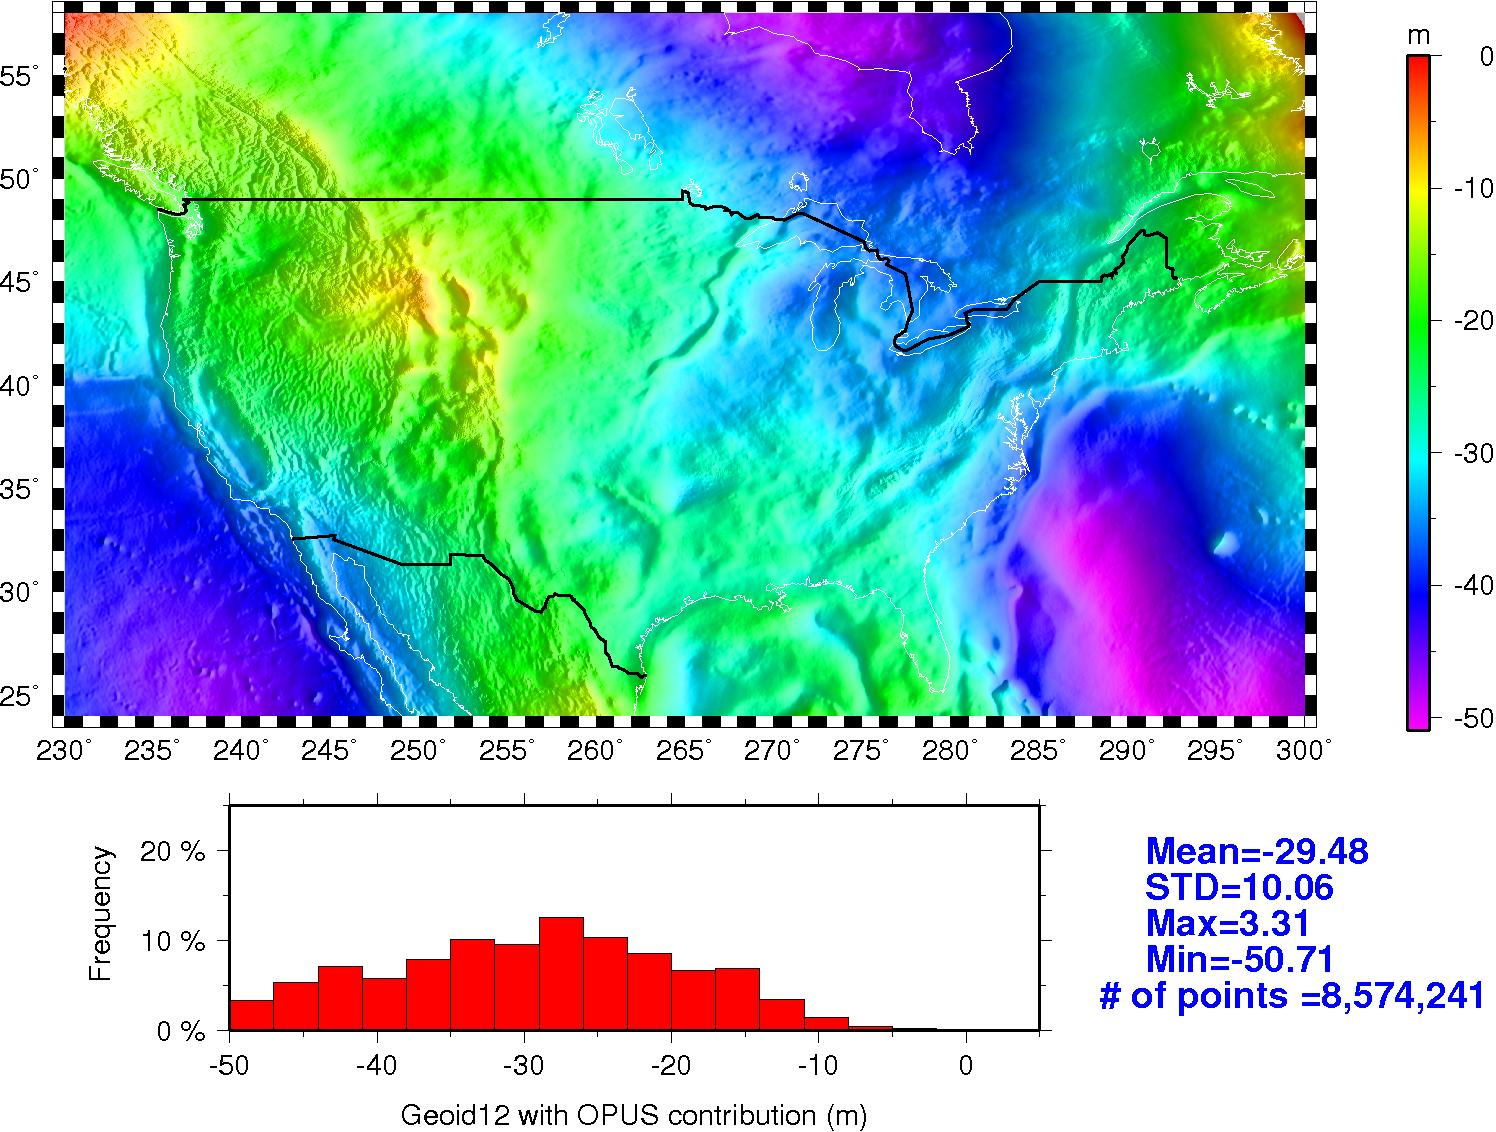 m
55°
50°
45°
40°
35°
30°
25°
230° 235° 240° 245° 250° 255° 260° 265° 270° 275° 280° 285° 290° 295° 300°
0
-10
-20
-30
-40
-50
Frequency
20 %
10 %
0 %
-50 -40 -30 -20 -10 0
Geoid12 with OPUS contribution (m)
Mean=-29.48
STD=10.06
Max=3.31
Min=-50.71
# of points =8,574,241